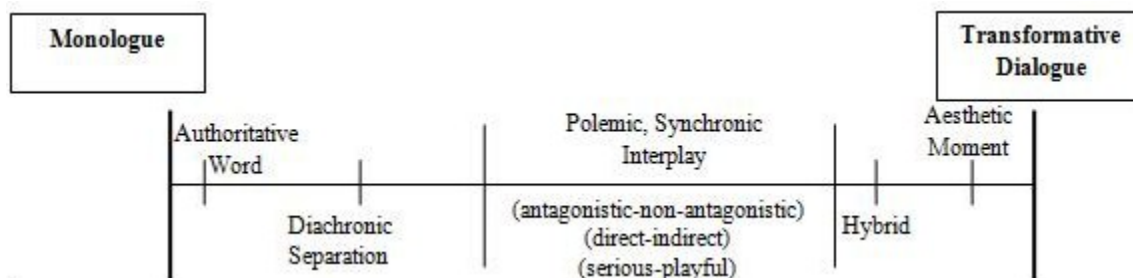 Monologue
Transformative
Dialogue
Authoritative
Word
Polemic, Synchronic
Interplay
Aesthetic
Moment
Diachronic
Separation
(antagonistic-non-antagonistic)
(direct-indirect)
(serious-playful)
Hybrid